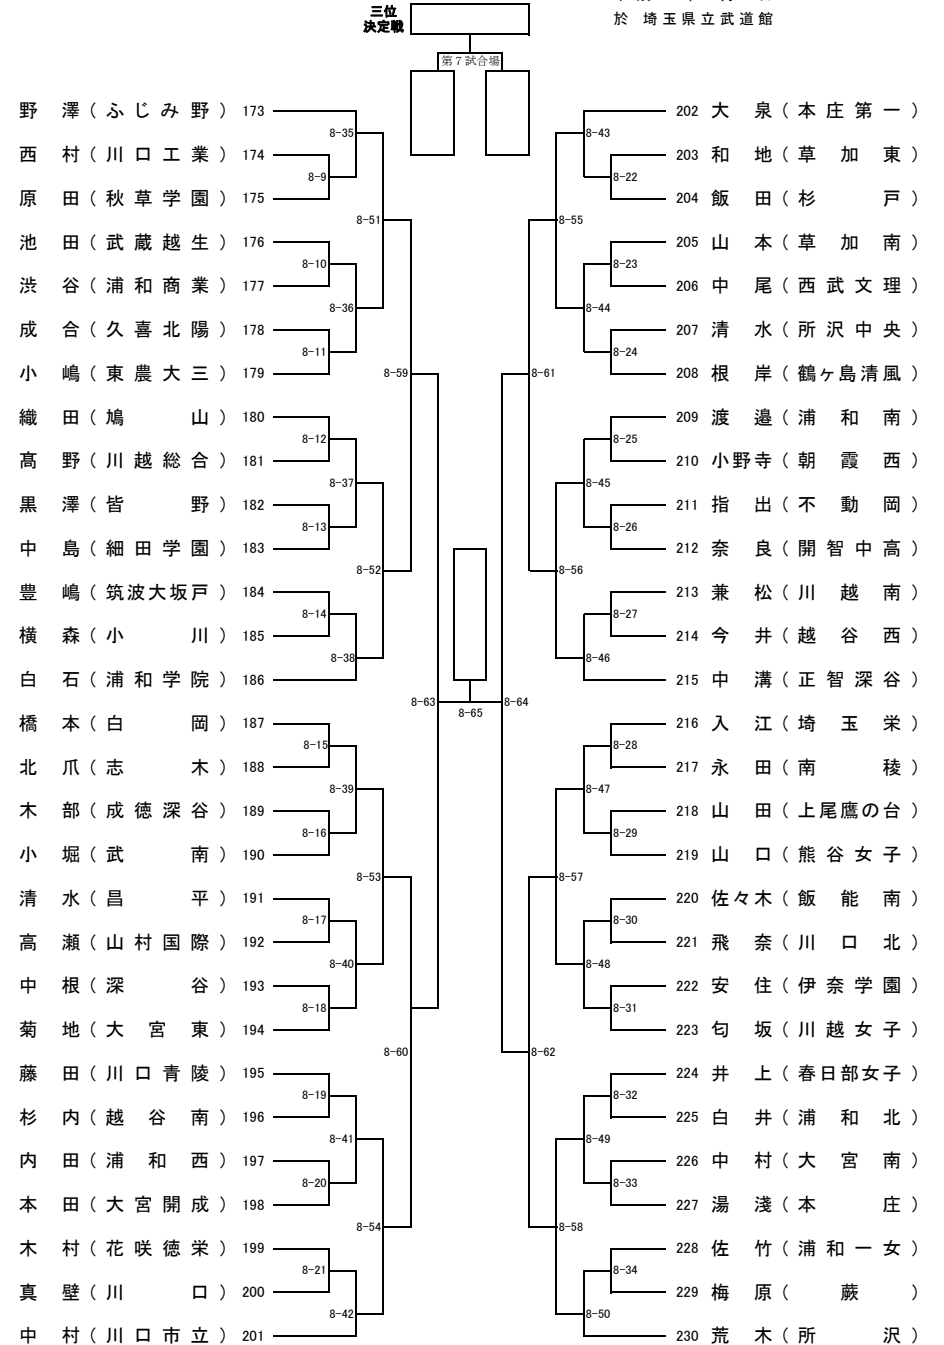 三位
決定戦
於 埼玉県立武道館
第7試合場
野 澤 ( ふ じ み 野 ) 173
西 村 ( 川 口 工 業 ) 174
原 田 ( 秋 草 学 園 ) 175
池 田 ( 武 蔵 越 生 ) 176
渋 谷 ( 浦 和 商 業 ) 177
成 合 ( 久 喜 北 陽 ) 178
小 嶋 ( 東 農 大 三 ) 179
織 田 ( 鳩 山 ) 180
髙 野 ( 川 越 総 合 ) 181
黒 澤 ( 皆 野 ) 182
中 島 ( 細 田 学 園 ) 183
豊 嶋 ( 筑波大坂戸 ) 184
横 森 ( 小 川 ) 185
白 石 ( 浦 和 学 院 ) 186
橋 本 ( 白 岡 ) 187
北 爪 ( 志 木 ) 188
木 部 ( 成 徳 深 谷 ) 189
小 堀 ( 武 南 ) 190
清 水 ( 昌 平 ) 191
高 瀬 ( 山 村 国 際 ) 192
中 根 ( 深 谷 ) 193
菊 地 ( 大 宮 東 ) 194
藤 田 ( 川 口 青 陵 ) 195
杉 内 ( 越 谷 南 ) 196
内 田 ( 浦 和 西 ) 197
本 田 ( 大 宮 開 成 ) 198
木 村 ( 花 咲 徳 栄 ) 199
真 壁 ( 川 口 ) 200
中 村 ( 川 口 市 立 ) 201
8-35
8-9
8-51
8-10
8-36
8-11
8-59
8-12
8-37
8-13
8-52
8-14
8-38
8-63
8-15
8-39
8-16
8-53
8-17
8-40
8-18
8-60
8-19
8-41
8-20
8-54
8-21
8-42
8-65
8-64
8-43
8-22
8-55
8-23
8-44
8-24
8-61
8-25
8-45
8-26
8-56
8-27
8-46
8-28
8-47
8-29
8-57
8-30
8-48
8-31
8-62
8-32
8-49
8-33
8-58
8-34
8-50
202 大 泉 ( 本 庄 第 一 )
203 和 地 ( 草 加 東 )
204 飯 田 ( 杉 戸 )
205 山 本 ( 草 加 南 )
206 中 尾 ( 西 武 文 理 )
207 清 水 ( 所 沢 中 央 )
208 根 岸 ( 鶴ヶ島清風 )
209 渡 邉 ( 浦 和 南 )
210 小野寺 ( 朝 霞 西 )
211 指 出 ( 不 動 岡 )
212 奈 良 ( 開 智 中 高 )
213 兼 松 ( 川 越 南 )
214 今 井 ( 越 谷 西 )
215 中 溝 ( 正 智 深 谷 )
216 入 江 ( 埼 玉 栄 )
217 永 田 ( 南 稜 )
218 山 田 ( 上尾鷹の台 )
219 山 口 ( 熊 谷 女 子 )
220 佐々木 ( 飯 能 南 )
221 飛 奈 ( 川 口 北 )
222 安 住 ( 伊 奈 学 園 )
223 匂 坂 ( 川 越 女 子 )
224 井 上 ( 春日部女子 )
225 白 井 ( 浦 和 北 )
226 中 村 ( 大 宮 南 )
227 湯 淺 ( 本 庄 )
228 佐 竹 ( 浦 和 一 女 )
229 梅 原 ( 蕨 )
230 荒 木 ( 所 沢 )